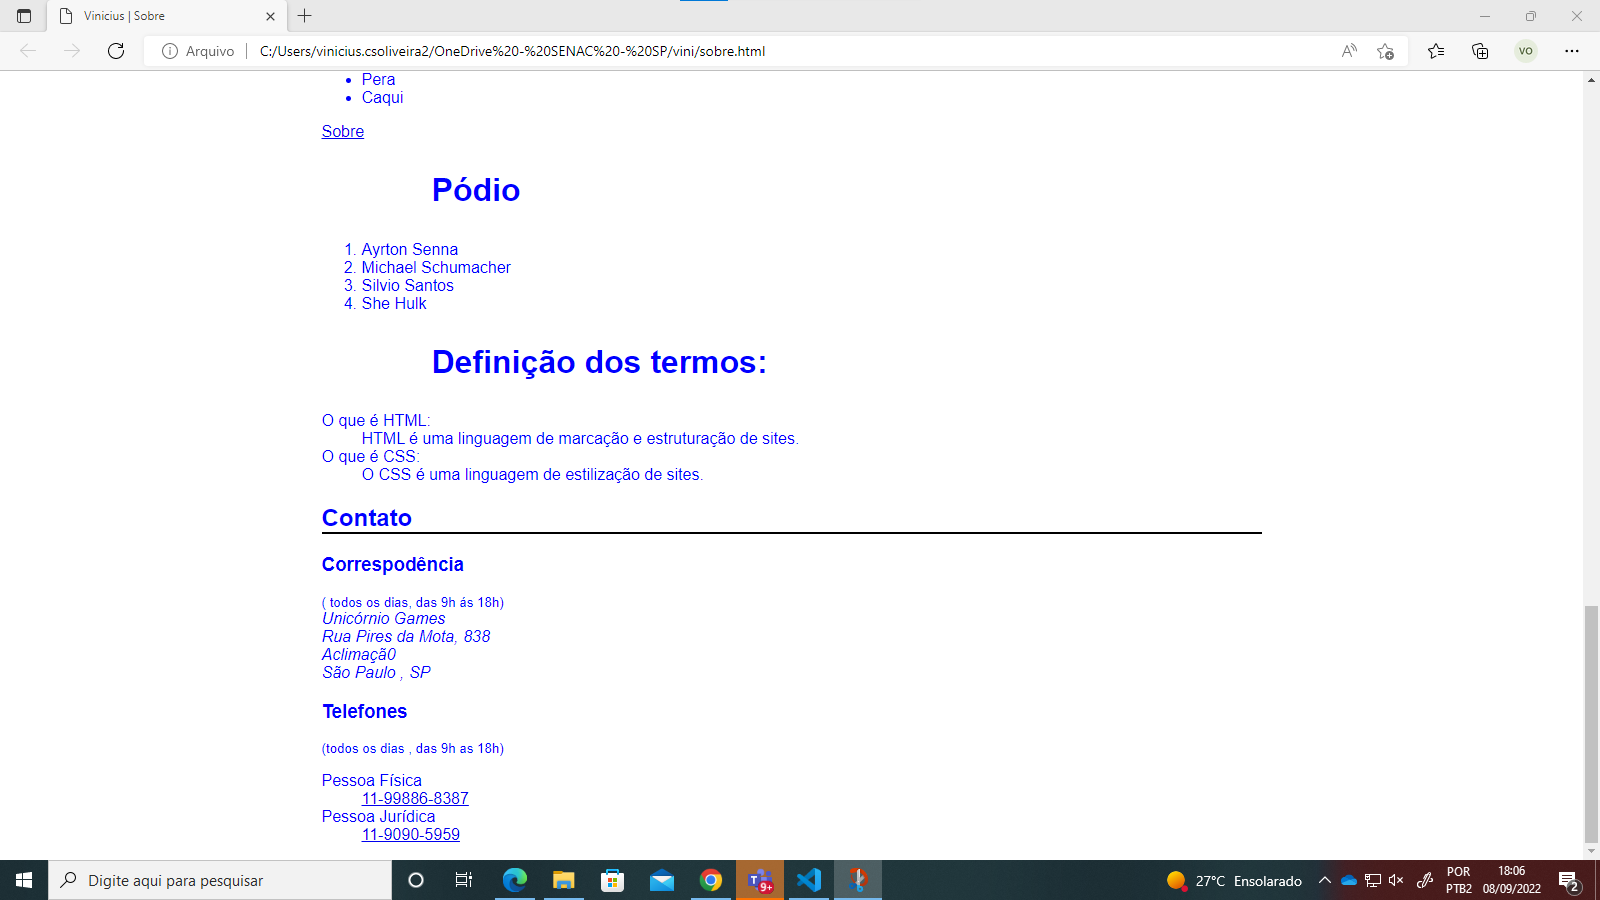 Vinicius | Sobre
Arquivo
C:/Users/vinicius.csoliveira2/OneDrive%20-%20SENAC%20-%20SP/vini/sobre.html
VO
Pera
Caqui
Sobre
Pódio
1. Ayrton Senna
2. Michael Schumacher
3. Silvio Santos
4. She Hulk
Definição dos termos:
O que é HTML:
HTML é uma linguagem de marcação e estruturação de sites.
O que é CSS:
O CSS é uma linguagem de estilização de sites.
Contato
Correspodência
( todos os dias, das 9h ás 18h)
Unicórnio Games
Rua Pires da Mota, 838
Aclimaçã0
São Paulo , SP
Telefones
(todos os dias , das 9h as 18h)
Pessoa Física
11-99886-8387
Pessoa Jurídica
11-9090-5959
Digite aqui para pesquisar
9+
27°C Ensolarado
POR
PTB2
18:06
08/09/2022
2